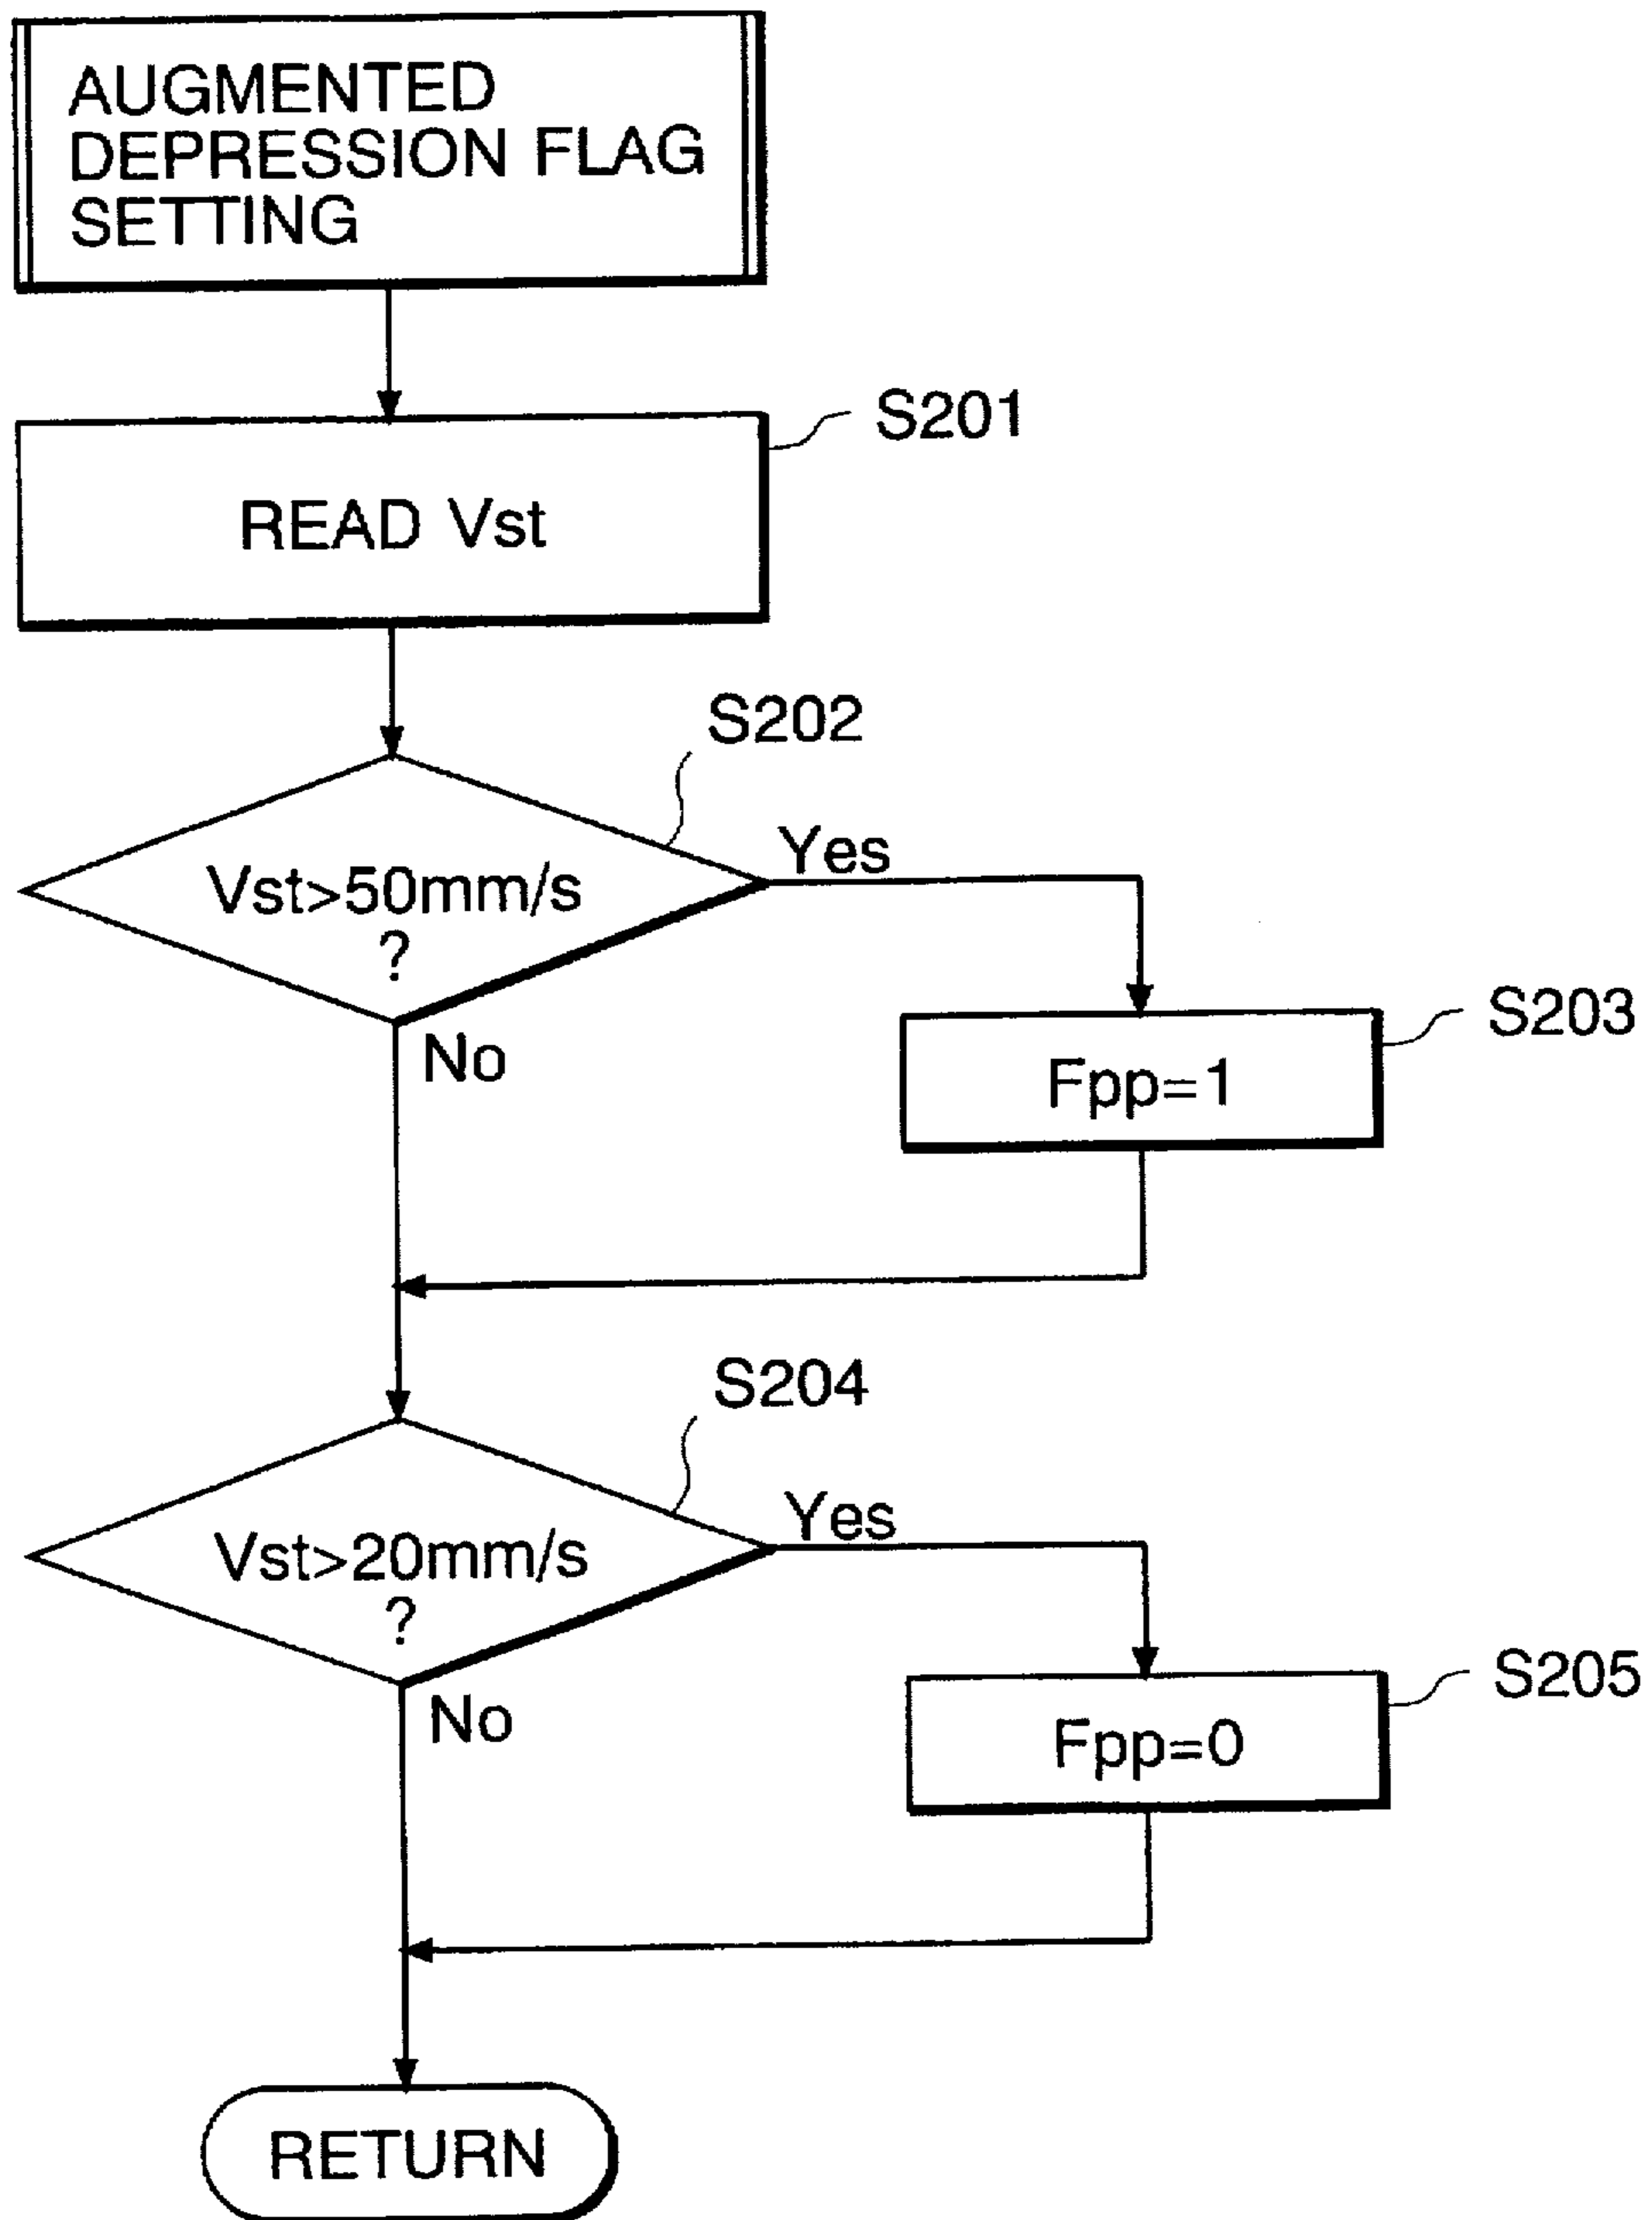 AUGMENTED
DEPRESSION FLAG
SETTING
S201
READ Vst
S202
Yes
Vst>50mm/s
?
No
S203
Fpp=1
S204
Yes
Vst>20mm/s
?
No
S205
Fpp=0
RETURN